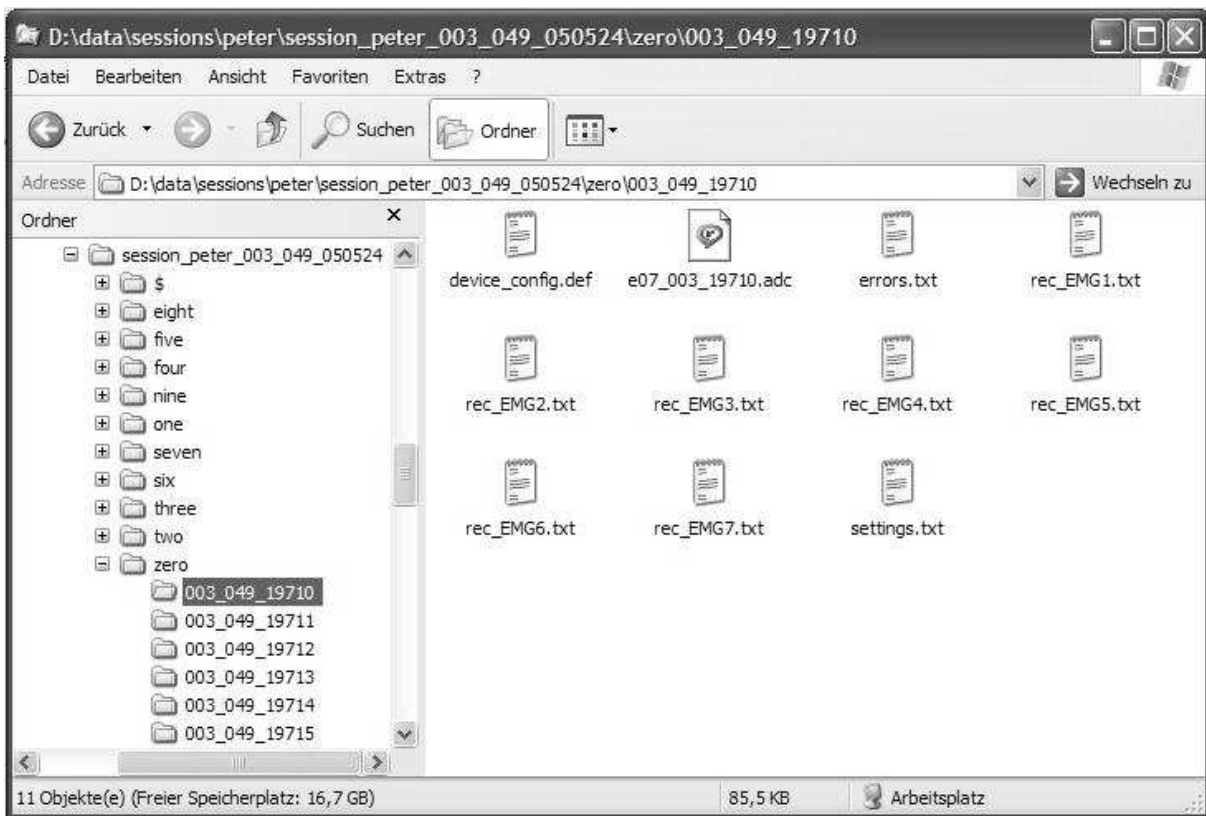 D:\data\sessions\peter\session_peter_003_049_050524\zero\003_049_19710
Datei Bearbeiten Ansicht Favoriten Extras ?
Zurück Suchen Ordner
Adresse D:\data\sessions\peter\session_peter_003_049_050524\zero\003_049_19710 Wechseln zu
Ordner
session_peter_003_049_050524
$
eight
five
four
nine
one
seven
six
three
two
zero
003_049_19710
003_049_19711
003_049_19712
003_049_19713
003_049_19714
003_049_19715
device_config.def e07_003_19710.adc errors.txt rec_EMG1.txt
rec_EMG2.txt rec_EMG3.txt rec_EMG4.txt rec_EMG5.txt
rec_EMG6.txt rec_EMG7.txt settings.txt
11 Objekte(e) (Freier Speicherplatz: 16,7 GB) 85,5 KB Arbeitsplatz